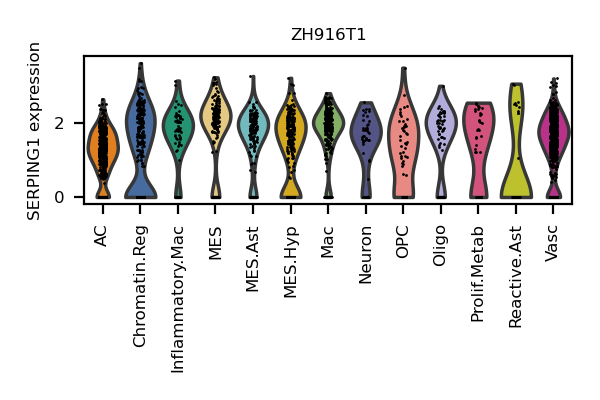 ZH916T1
SERPING1 expression
2
0
AC
Chromatin.Reg
Inflammatory.Mac
MES
MES.Ast
MES.Hyp
Mac
Neuron
OPC
Oligo
Prolif.Metab
Reactive.Ast
Vasc